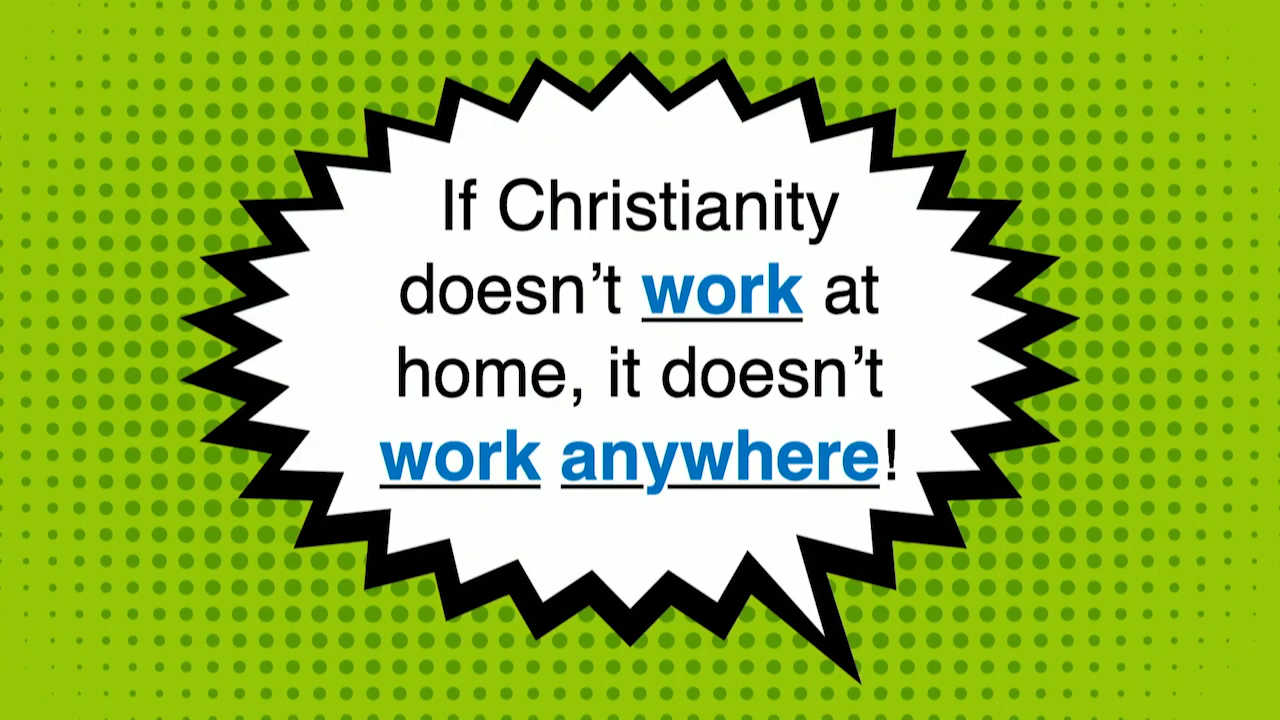 If Christianity
doesn’t work at
home, it doesn’t
work anywhere!